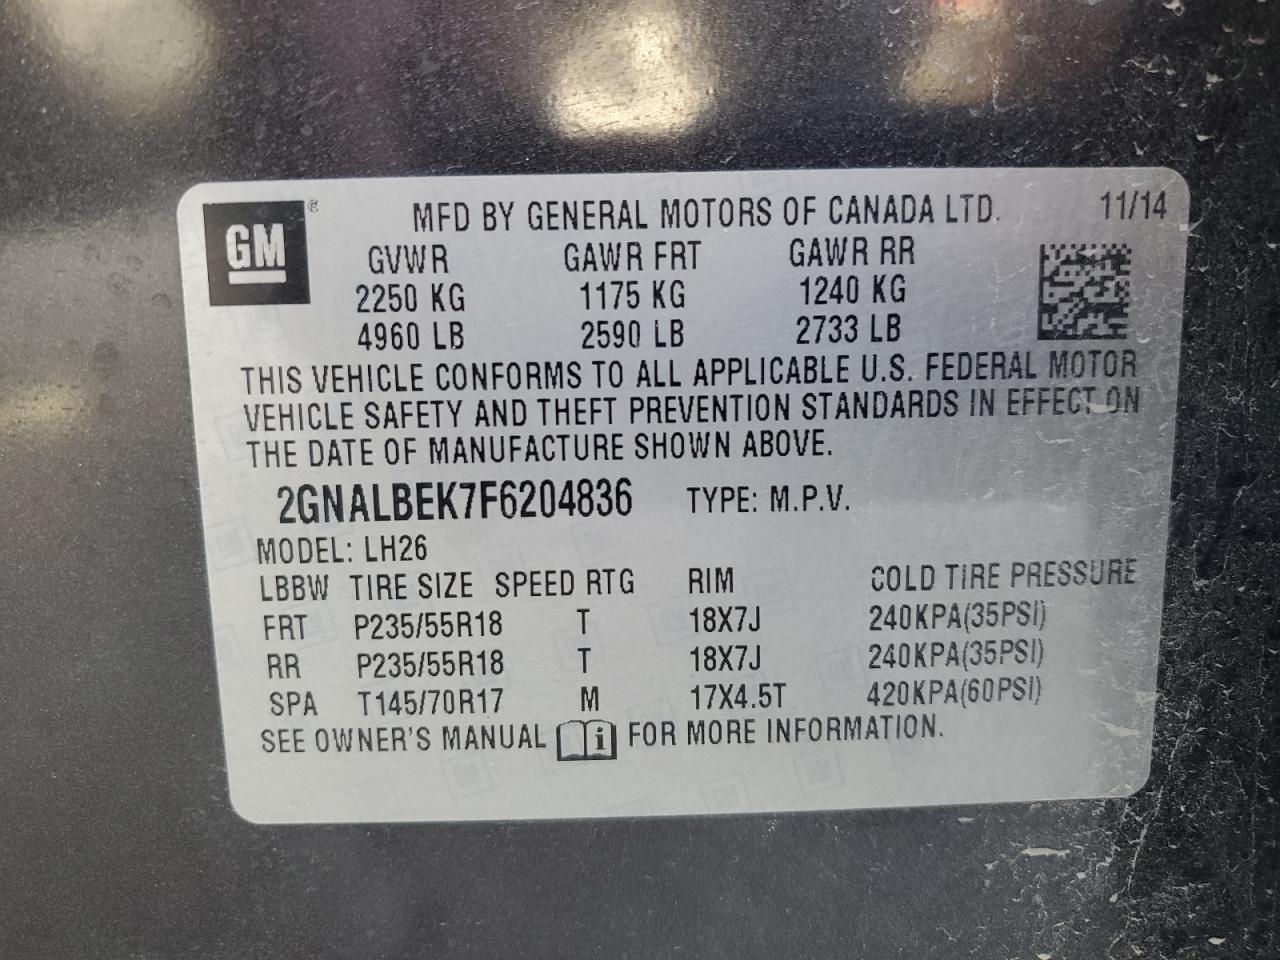 GM ®
MFD BY GENERAL MOTORS OF CANADA LTD. 11/14
GVWR GAWR FRT GAWR RR
2250 KG 1175 KG 1240 KG
4960 LB 2590 LB 2733 LB
THIS VEHICLE CONFORMS TO ALL APPLICABLE U.S. FEDERAL MOTOR
VEHICLE SAFETY AND THEFT PREVENTION STANDARDS IN EFFECT ON
THE DATE OF MANUFACTURE SHOWN ABOVE.
2GNALBEK7F6204836 TYPE: M.P.V.
MODEL: LH26
LBBW TIRE SIZE SPEED RTG RIM COLD TIRE PRESSURE
FRT P235/55R18 T 18X7J 240KPA(35PSI)
RR P235/55R18 T 18X7J 240KPA(35PSI)
SPA T145/70R17 M 17X4.5T 420KPA(60PSI)
SEE OWNER'S MANUAL i FOR MORE INFORMATION.